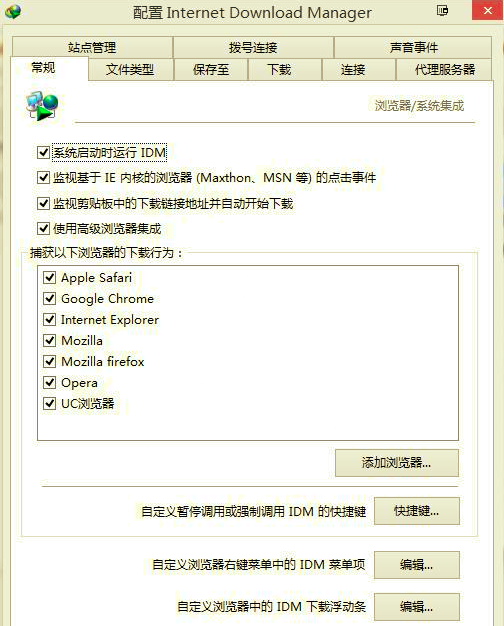 配置 Internet Download Manager
站点管理 拨号连接 声音事件
常规 文件类型 保存至 下载 连接 代理服务器
浏览器/系统集成
系统启动时运行 IDM
监视基于 IE 内核的浏览器 (Maxthon、MSN 等) 的点击事件
监视剪贴板中的下载链接地址并自动开始下载
使用高级浏览器集成
捕获以下浏览器的下载行为：
Apple Safari
Google Chrome
Internet Explorer
Mozilla
Mozilla firefox
Opera
UC浏览器
添加浏览器...
自定义暂停调用或强制调用 IDM 的快捷键 快捷键...
自定义浏览器右键菜单中的 IDM 菜单项 编辑...
自定义浏览器中的 IDM 下载浮动条 编辑...